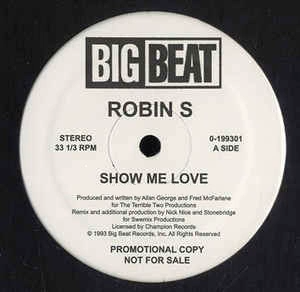 BIG BEAT
ROBIN S
STEREO
33 1/3 RPM
0-199301
A SIDE
SHOW ME LOVE
Produced and written by Allan George and Fred McFarlane
for The Terrible Two Productions
Remix and additional production by Nick Nice and Stonebridge
for Swemix Productions
Licensed by Champion Records
© 1993 Big Beat Records, Inc. All Rights Reserved
PROMOTIONAL COPY
NOT FOR SALE